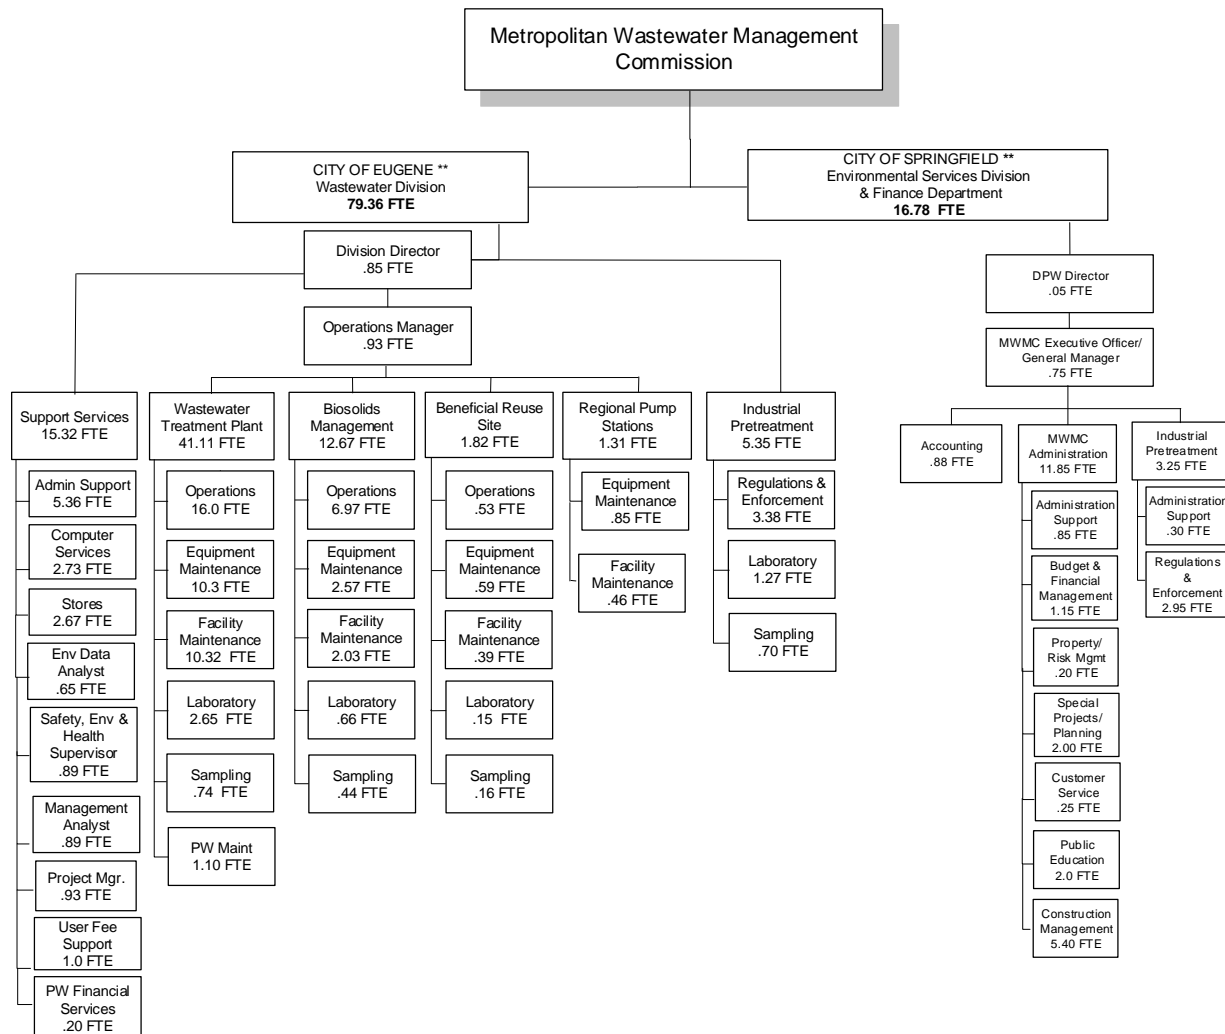 Metropolitan Wastewater Management
Commission
CITY OF EUGENE **
Wastewater Division
79.36 FTE
CITY OF SPRINGFIELD **
Environmental Services Division
& Finance Department
16.78 FTE
Division Director
.85 FTE
Operations Manager
.93 FTE
DPW Director
.05 FTE
MWMC Executive Officer/
General Manager
.75 FTE
Support Services
15.32 FTE
Admin Support
5.36 FTE
Computer
Services
2.73 FTE
Stores
2.67 FTE
Env Data
Analyst
.65 FTE
Safety, Env &
Health
Supervisor
.89 FTE
Management
Analyst
.89 FTE
Project Mgr.
.93 FTE
User Fee
Support
1.0 FTE
PW Financial
Services
.20 FTE
Wastewater
Treatment Plant
41.11 FTE
Operations
16.0 FTE
Equipment
Maintenance
10.3 FTE
Facility
Maintenance
10.32 FTE
Laboratory
2.65 FTE
Sampling
.74 FTE
PW Maint
1.10 FTE
Biosolids
Management
12.67 FTE
Operations
6.97 FTE
Equipment
Maintenance
2.57 FTE
Facility
Maintenance
2.03 FTE
Laboratory
.66 FTE
Sampling
.44 FTE
Beneficial Reuse
Site
1.82 FTE
Operations
.53 FTE
Equipment
Maintenance
.59 FTE
Facility
Maintenance
.39 FTE
Laboratory
.15 FTE
Sampling
.16 FTE
Regional Pump
Stations
1.31 FTE
Equipment
Maintenance
.85 FTE
Facility
Maintenance
.46 FTE
Industrial
Pretreatment
5.35 FTE
Regulations &
Enforcement
3.38 FTE
Laboratory
1.27 FTE
Sampling
.70 FTE
Accounting
.88 FTE
MWMC
Administration
11.85 FTE
Administration
Support
.85 FTE
Budget &
Financial
Management
1.15 FTE
Property/
Risk Mgmt
.20 FTE
Special
Projects/
Planning
2.00 FTE
Customer
Service
.25 FTE
Public
Education
2.0 FTE
Construction
Management
5.40 FTE
Industrial
Pretreatment
3.25 FTE
Administration
Support
.30 FTE
Regulations
&
Enforcement
2.95 FTE